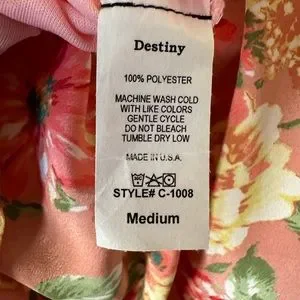 Destiny
100% POLYESTER
MACHINE WASH COLD
WITH LIKE COLORS
GENTLE CYCLE
DO NOT BLEACH
TUMBLE DRY LOW
MADE IN U.S.A.
STYLE# C-1008
Medium